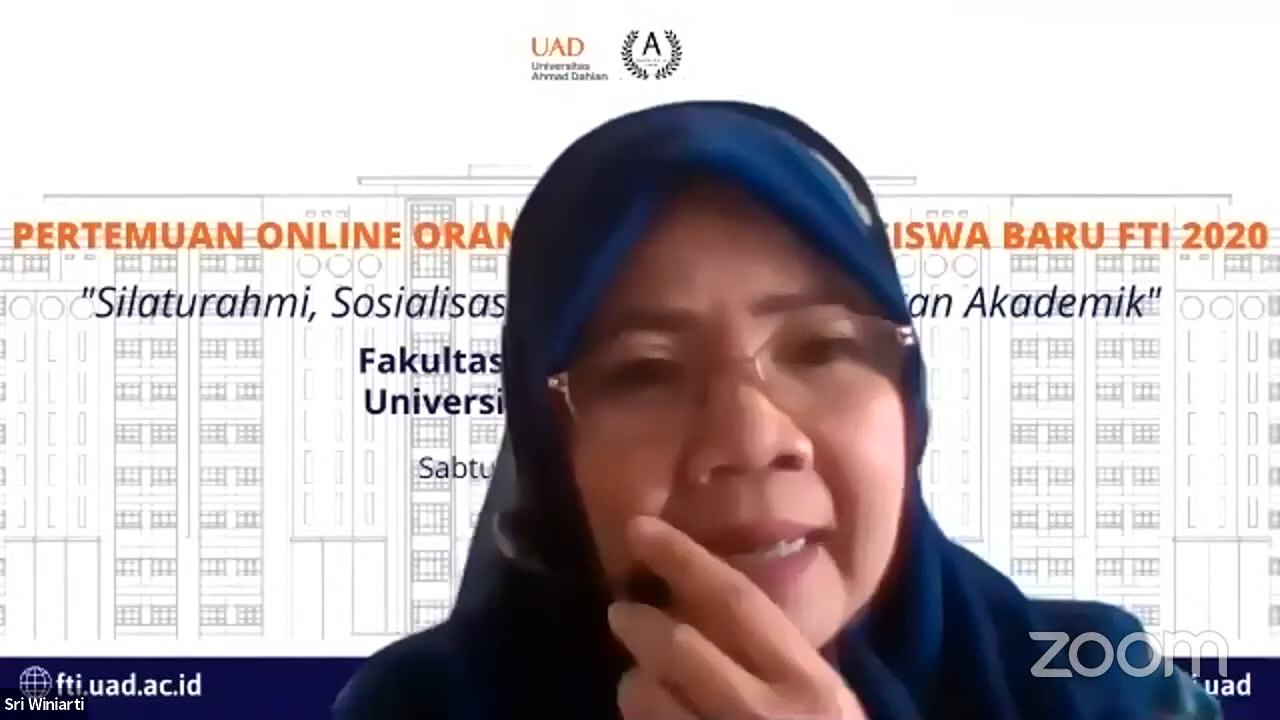 UAD
Universitas
Ahmad Dahlan
A
PERTEMUAN ONLINE ORAN SISWA BARU FTI 2020
"Silaturahmi, Sosialisas an Akademik"
Fakultas
Universi
Sabtu
fti.uad.ac.id
.uad
Sri Winiarti
zoom